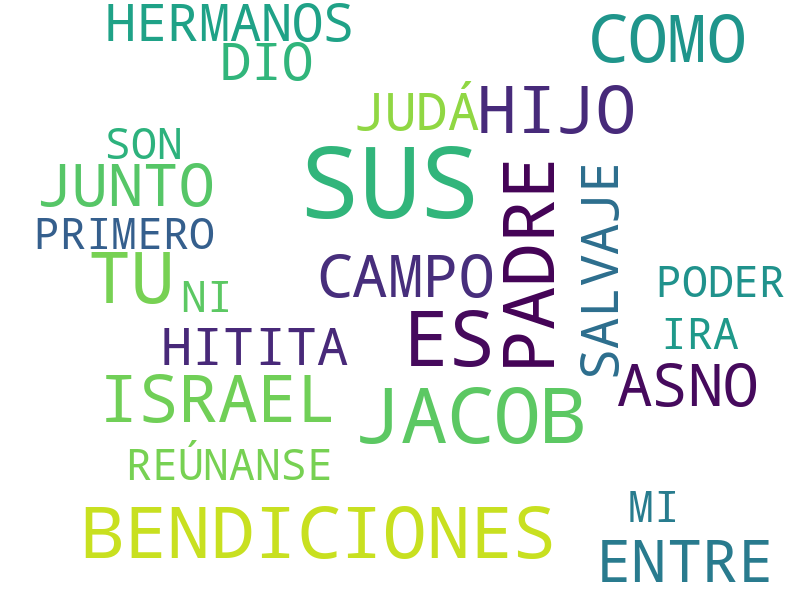 HERMANOS
COMO
DIO
JUDÁ
HIJO
SON
SUS
JUNTO
PADRE
SALVAJE
PRIMERO
TU
NI
CAMPO
PODER
HITITA
ES
IRA
ISRAEL
JACOB
ASNO
REÚNANSE
BENDICIONES
MI
ENTRE